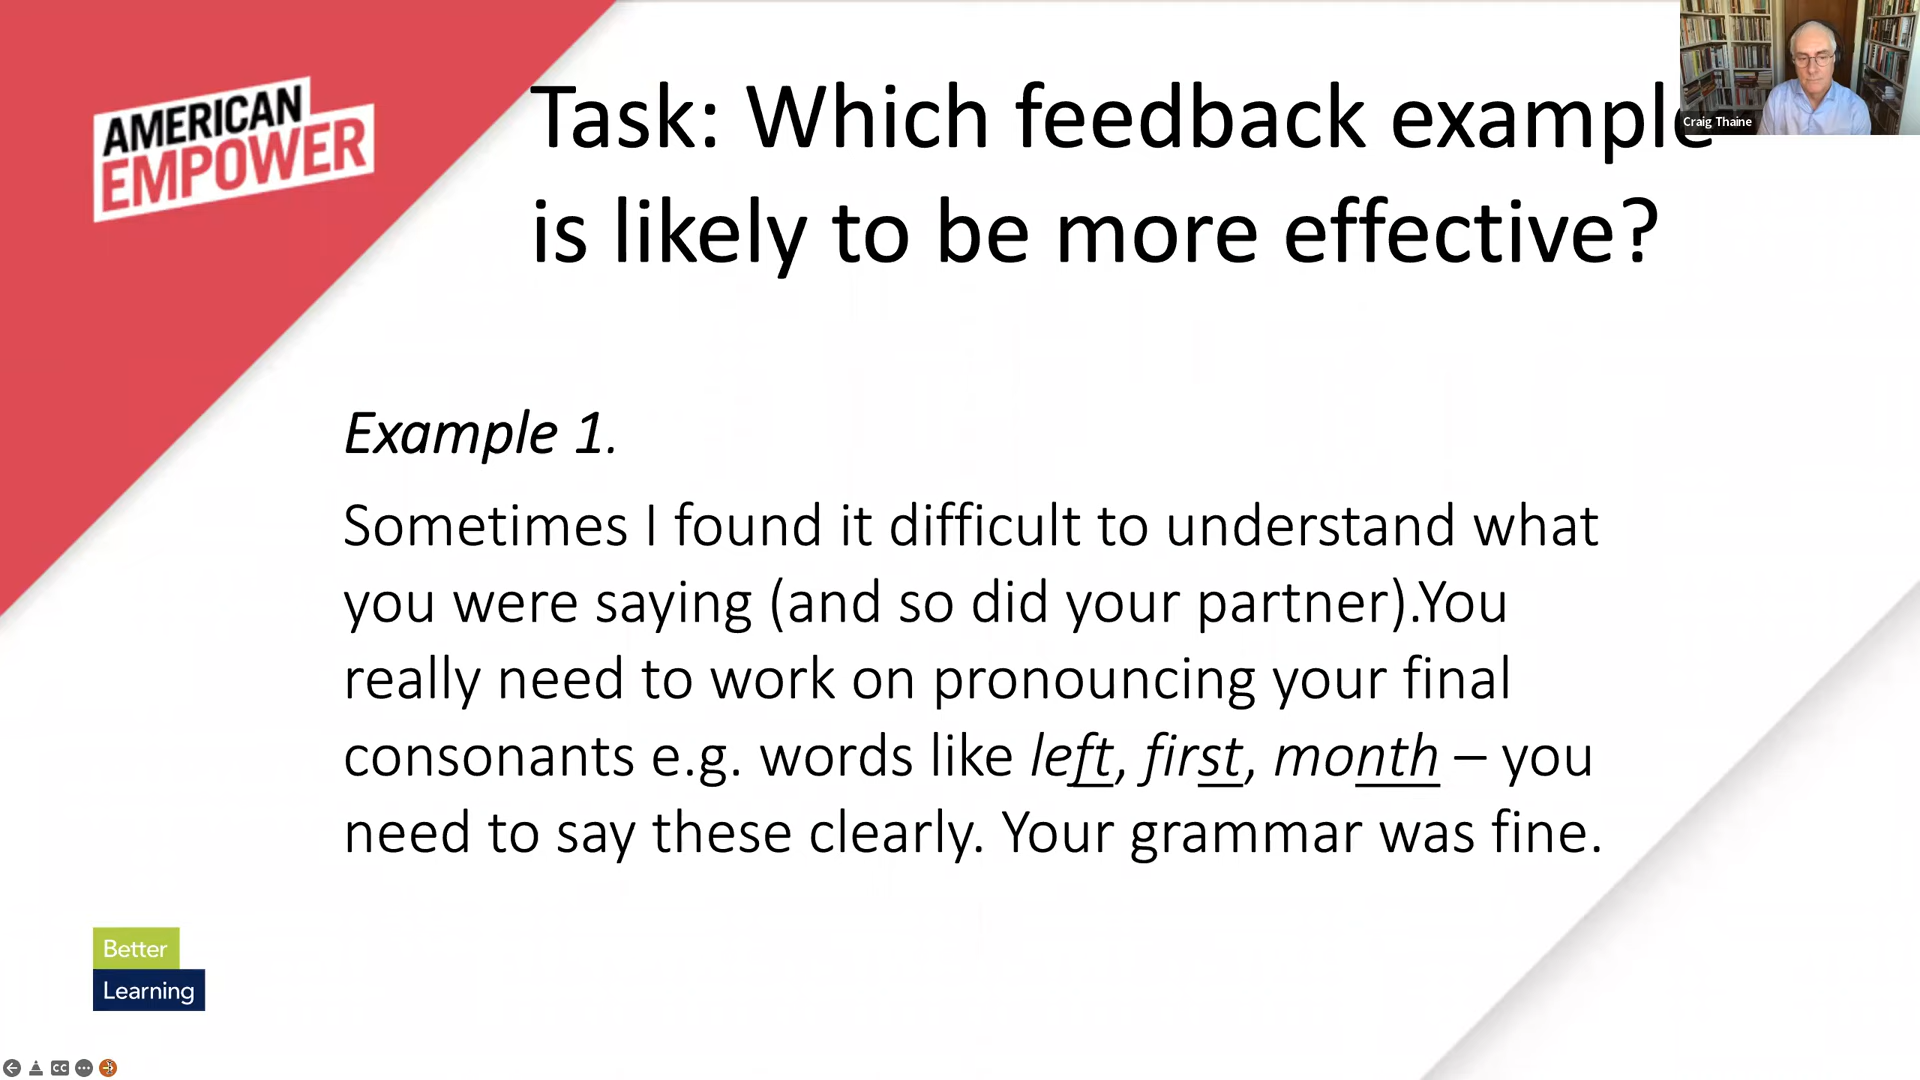 AMERICAN
EMPOWER
Task: Which feedback example
is likely to be more effective?
Craig Thaine
Example 1.
Sometimes I found it difficult to understand what
you were saying (and so did your partner).You
really need to work on pronouncing your final
consonants e.g. words like left, first, month – you
need to say these clearly. Your grammar was fine.
Better
Learning
CC